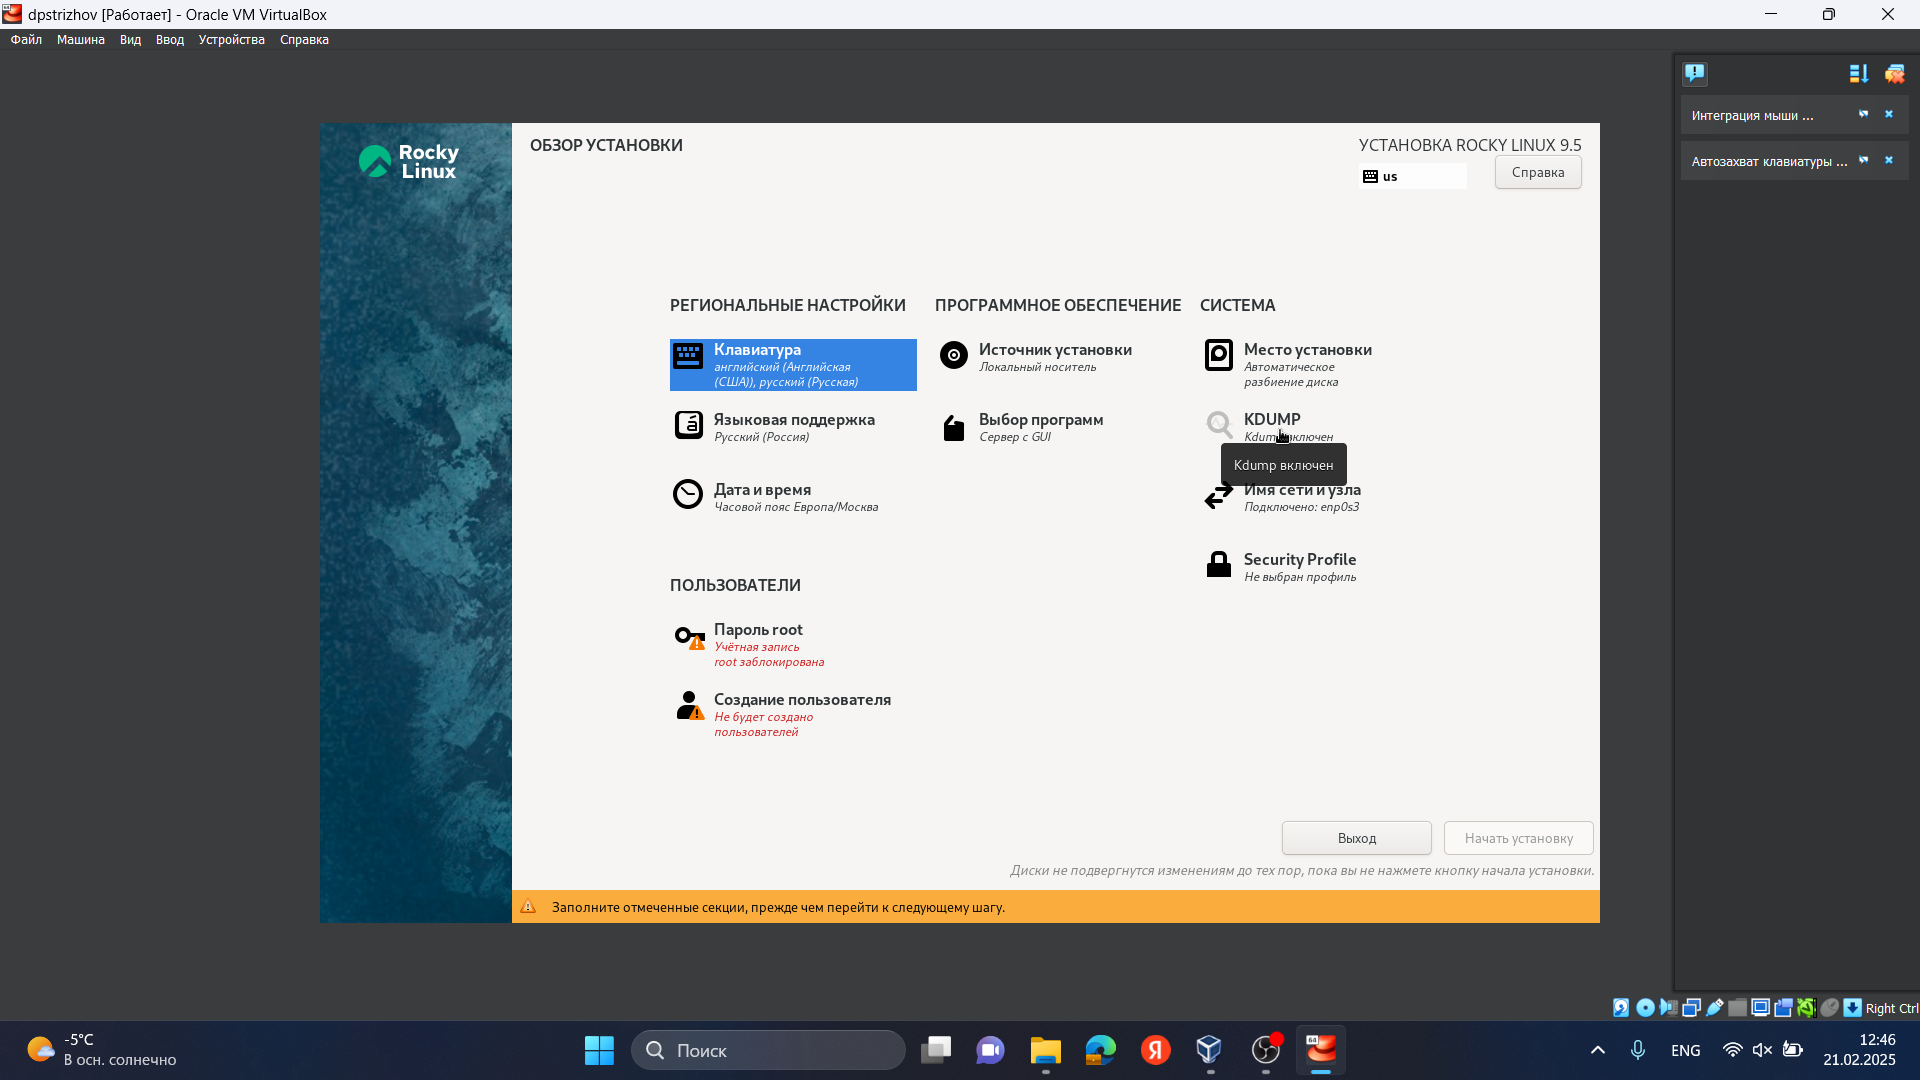 dpstrizhov [Работает] - Oracle VM VirtualBox
Файл Машина Вид Ввод Устройства Справка
Интеграция мыши ...
Автозахват клавиатуры ...
Rocky
Linux
ОБЗОР УСТАНОВКИ
УСТАНОВКА ROCKY LINUX 9.5
us
Справка
РЕГИОНАЛЬНЫЕ НАСТРОЙКИ
Клавиатура
английский (Английская
(США)), русский (Русская)
Языковая поддержка
Русский (Россия)
Дата и время
Часовой пояс Европа/Москва
ПРОГРАММНОЕ ОБЕСПЕЧЕНИЕ
Источник установки
Локальный носитель
Выбор программ
Сервер с GUI
СИСТЕМА
Место установки
Автоматическое
разбиение диска
KDUMP
Kdump включен
Kdump включен
Имя сети и узла
Подключено: enp0s3
Security Profile
Не выбран профиль
ПОЛЬЗОВАТЕЛИ
Пароль root
Учётная запись
root заблокирована
Создание пользователя
Не будет создано
пользователей
Выход
Начать установку
Диски не подвергнутся изменениям до тех пор, пока вы не нажмете кнопку начала установки.
Заполните отмеченные секции, прежде чем перейти к следующему шагу.
Right Ctrl
-5°C
В осн. солнечно
Поиск
64
ENG
12:46
21.02.2025